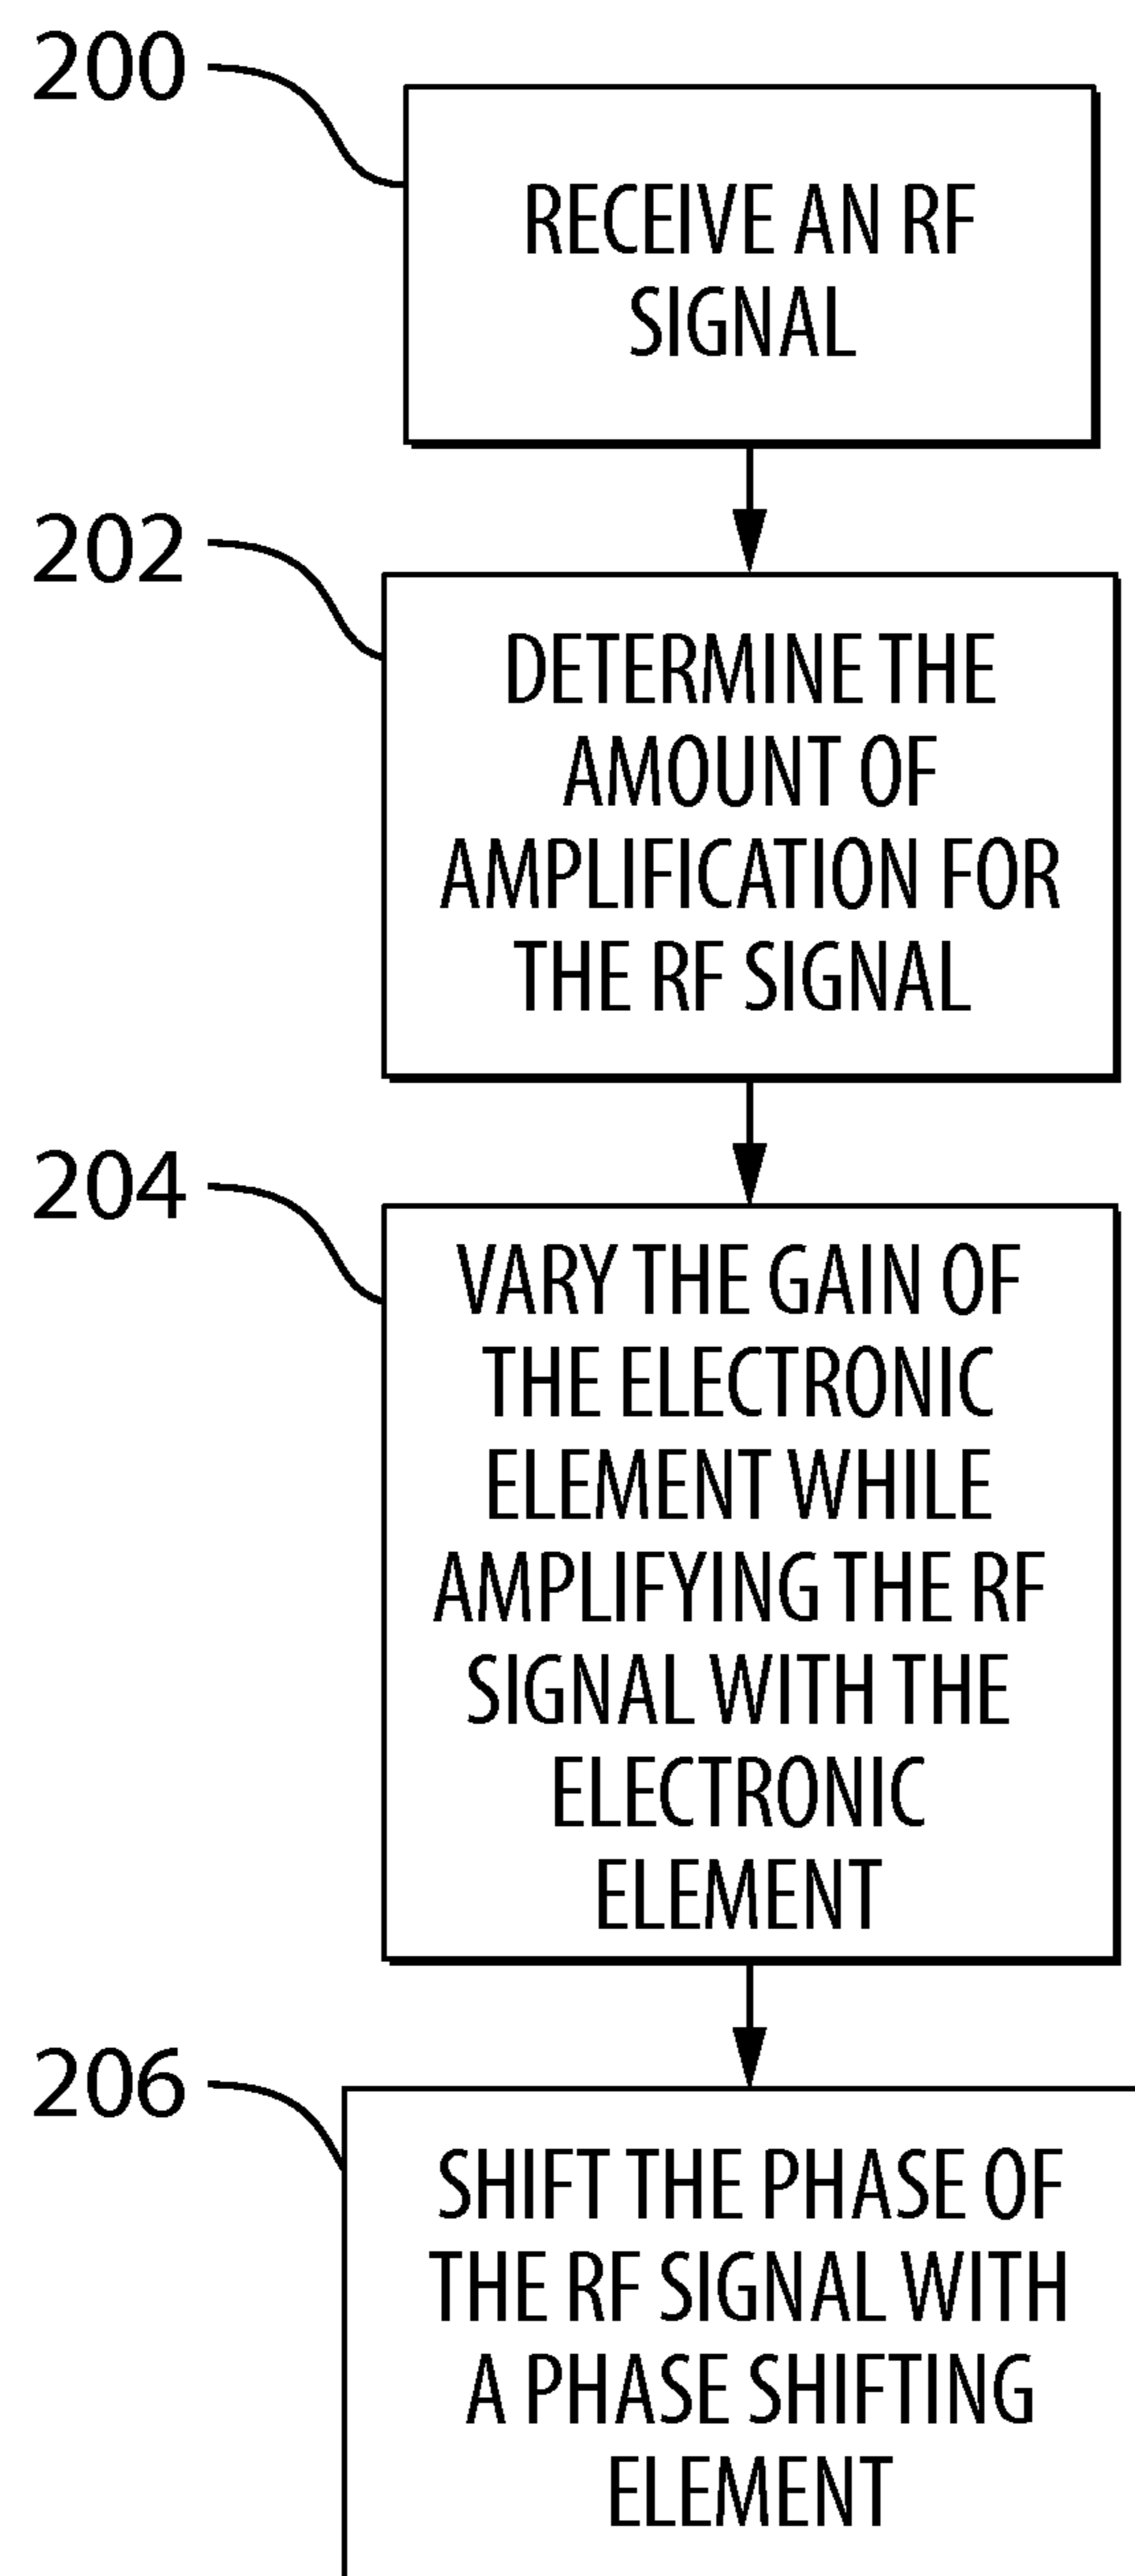 200
RECEIVE AN RF
SIGNAL
202
DETERMINE THE
AMOUNT OF
AMPLIFICATION FOR
THE RF SIGNAL
204
VARY THE GAIN OF
THE ELECTRONIC
ELEMENT WHILE
AMPLIFYING THE RF
SIGNAL WITH THE
ELECTRONIC
ELEMENT
206
SHIFT THE PHASE OF
THE RF SIGNAL WITH
A PHASE SHIFTING
ELEMENT